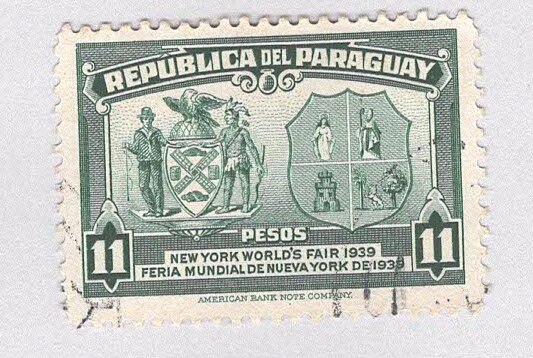 REPUBLICA DEL PARAGUAY
PESOS
11 11
NEW YORK WORLD'S FAIR 1939
FERIA MUNDIAL DE NUEVA YORK DE 1939
AMERICAN BANK NOTE COMPANY.